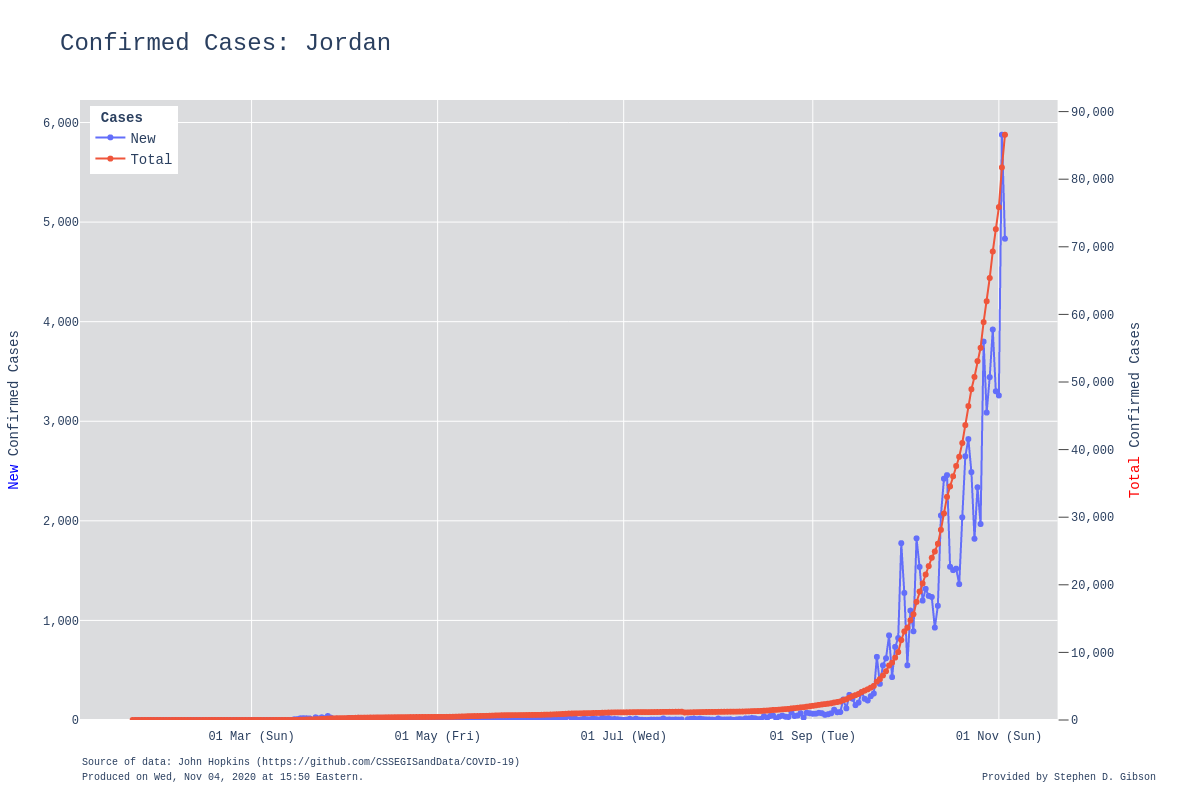 Confirmed Cases: Jordan
Cases
New
Total
6,000
5,000
4,000
3,000
2,000
1,000
0
New Confirmed Cases
90,000
80,000
70,000
60,000
50,000
40,000
30,000
20,000
10,000
0
Total Confirmed Cases
01 Mar (Sun)
01 May (Fri)
01 Jul (Wed)
01 Sep (Tue)
01 Nov (Sun)
Source of data: John Hopkins (https://github.com/CSSEGISandData/COVID-19)
Produced on Wed, Nov 04, 2020 at 15:50 Eastern.
Provided by Stephen D. Gibson